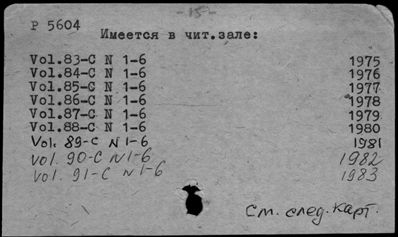 -15-
P 5604
Имеется в чит.зале:
Vol.83-C N 1-6 1975
Vol.84-C N 1-6 1976
Vol.85-C N 1-6 1977
Vol.86-C N 1-6 1978
Vol.87-C N 1-6 1979
Vol.88-C N 1-6 1980
Vol. 89-C N 1-6 1981
Vol. 90-C N 1-6 1982
Vol. 91-C N 1-6 1983
См. след. карт.